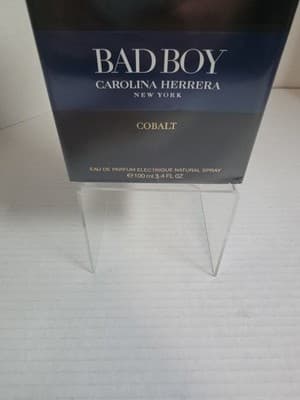 BAD BOY
CAROLINA HERRERA
NEW YORK
COBALT
EAU DE PARFUM ELECTRIQUE NATURAL SPRAY
℮100 ml 3.4 FL OZ